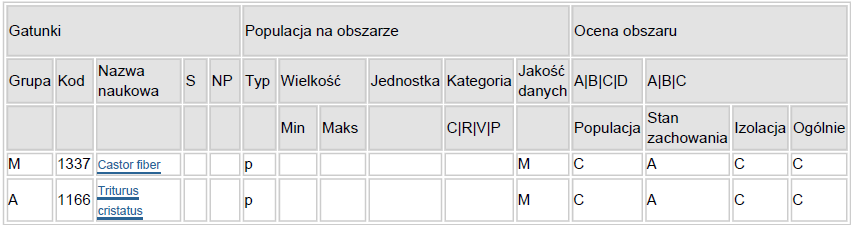 Gatunki Populacja na obszarze Ocena obszaru
Grupa Kod Nazwa naukowa S NP Typ Wielkość Jednostka Kategoria Jakość danych A|B|C|D A|B|C
Min Maks C|R|V|P Populacja Stan zachowania Izolacja Ogólnie
M 1337 Castor fiber p M C A C C
A 1166 Triturus cristatus p M C A C C